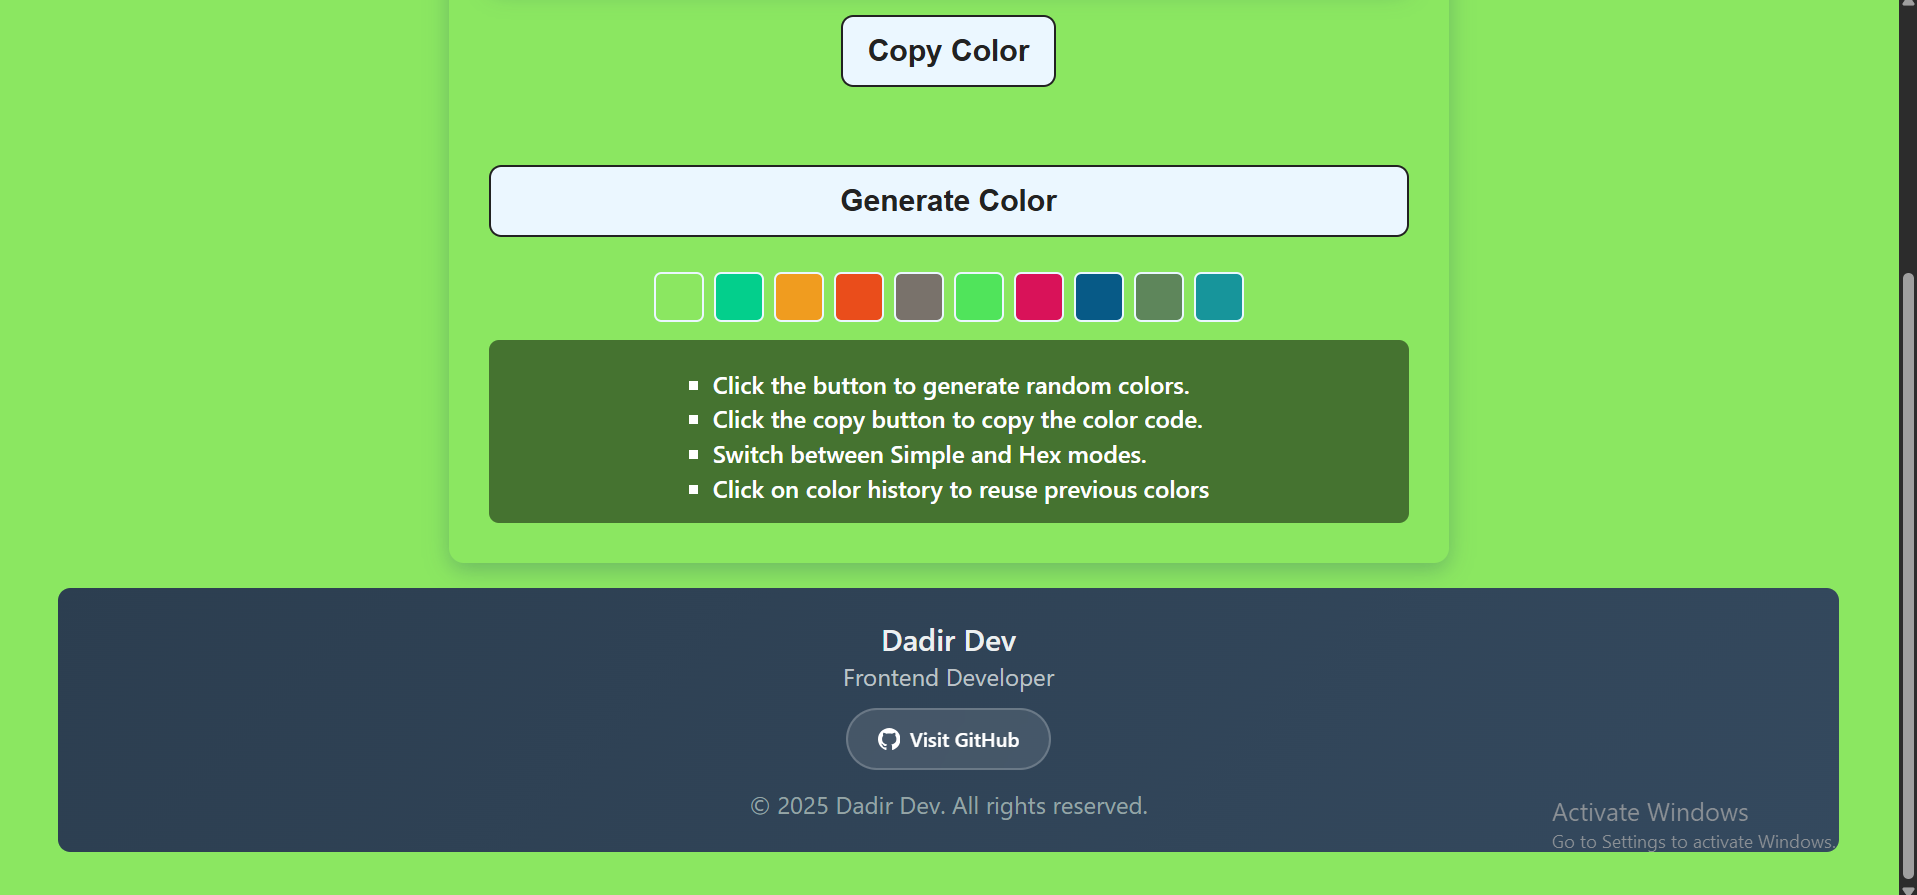 Copy Color
Generate Color
Click the button to generate random colors.
Click the copy button to copy the color code.
Switch between Simple and Hex modes.
Click on color history to reuse previous colors
Dadir Dev
Frontend Developer
Visit GitHub
© 2025 Dadir Dev. All rights reserved.
Activate Windows
Go to Settings to activate Windows.